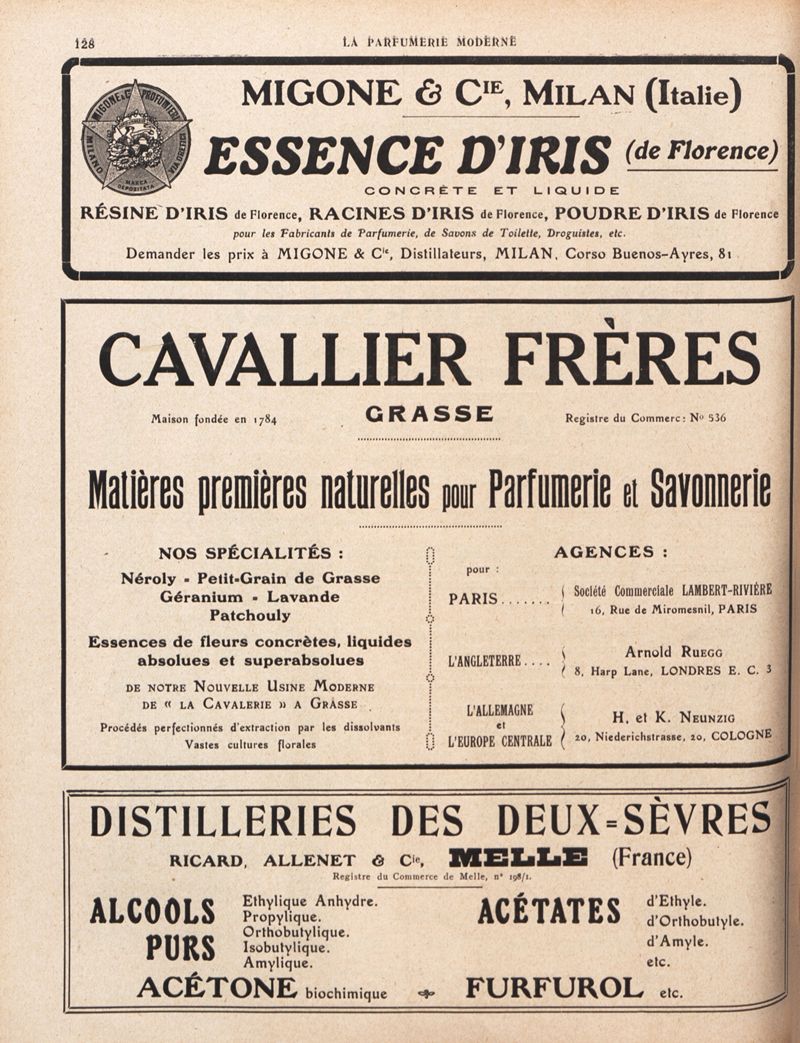 128
LA PARFUMERIE MODERNE
MIGONE & C. PROFUMIERI
MILANO
MARCA
DEPOSITATA
MIGONE & CIE, MILAN (Italie)
ESSENCE D'IRIS (de Florence)
CONCRÈTE ET LIQUIDE
RÉSINE D'IRIS de Florence, RACINES D'IRIS de Florence, POUDRE D'IRIS de Florence
pour les Fabricants de Parfumerie, de Savons de Toilette, Droguistes, etc.
Demander les prix à MIGONE & Cie, Distillateurs, MILAN, Corso Buenos-Ayres, 81
CAVALLIER FRÈRES
Maison fondée en 1784
GRASSE
Registre du Commerc: No 536
Matières premières naturelles pour Parfumerie et Savonnerie
NOS SPÉCIALITÉS :
Néroly - Petit-Grain de Grasse
Géranium - Lavande
Patchouly
Essences de fleurs concrètes, liquides
absolues et superabsolues
DE NOTRE NOUVELLE USINE MODERNE
DE « LA CAVALERIE » A GRASSE
Procédés perfectionnés d'extraction par les dissolvants
Vastes cultures florales
AGENCES :
pour :
PARIS....... Société Commerciale LAMBERT-RIVIÈRE
16, Rue de Miromesnil, PARIS
L'ANGLETERRE.... Arnold RUEGG
8, Harp Lane, LONDRES E. C. 3
L'ALLEMAGNE
et
L'EUROPE CENTRALE
H. et K. NEUNZIG
20, Niederichstrasse, 20, COLOGNE
DISTILLERIES DES DEUX=SÈVRES
RICARD, ALLENET & Cie, MELLE (France)
Registre du Commerce de Melle, n° 198/1.
ALCOOLS
PURS
Ethylique Anhydre.
Propylique.
Orthobutylique.
Isobutylique.
Amylique.
ACÉTATES
d'Ethyle.
d'Orthobutyle.
d'Amyle.
etc.
ACÉTONE biochimique FURFUROL etc.